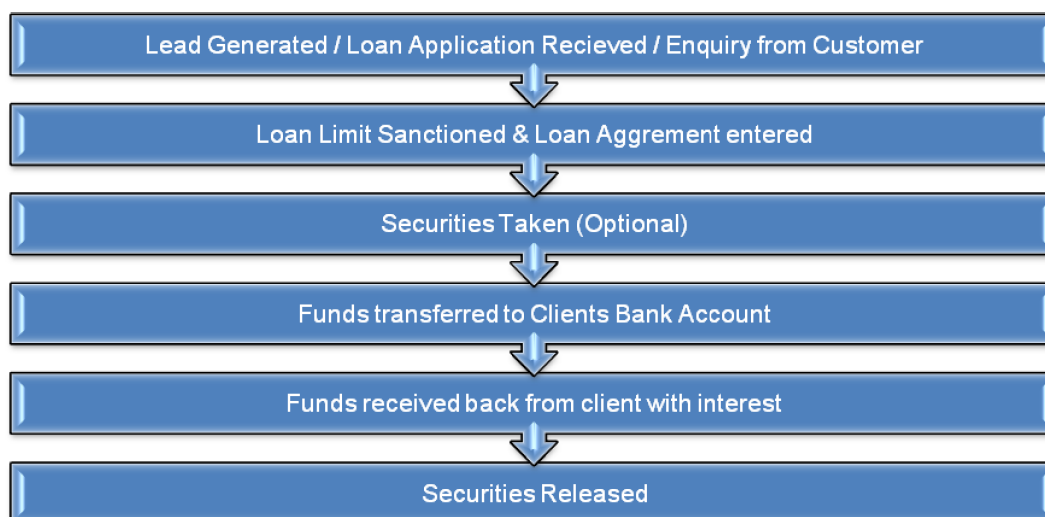 Lead Generated / Loan Application Recieved / Enquiry from Customer
Loan Limit Sanctioned & Loan Aggrement entered
Securities Taken (Optional)
Funds transferred to Clients Bank Account
Funds received back from client with interest
Securities Released